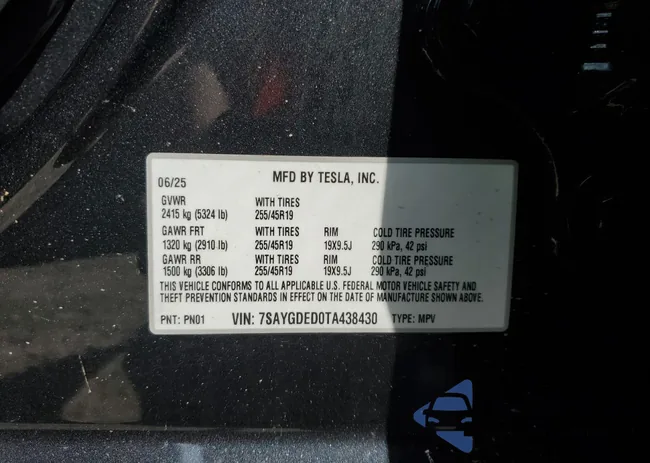 06/25 MFD BY TESLA, INC.
GVWR WITH TIRES
2415 kg (5324 lb) 255/45R19
GAWR FRT WITH TIRES RIM COLD TIRE PRESSURE
1320 kg (2910 lb) 255/45R19 19X9.5J 290 kPa, 42 psi
GAWR RR WITH TIRES RIM COLD TIRE PRESSURE
1500 kg (3306 lb) 255/45R19 19X9.5J 290 kPa, 42 psi
THIS VEHICLE CONFORMS TO ALL APPLICABLE U.S. FEDERAL MOTOR VEHICLE SAFETY AND
THEFT PREVENTION STANDARDS IN EFFECT ON THE DATE OF MANUFACTURE SHOWN ABOVE.
PNT: PN01 VIN: 7SAYGDED0TA438430 TYPE: MPV